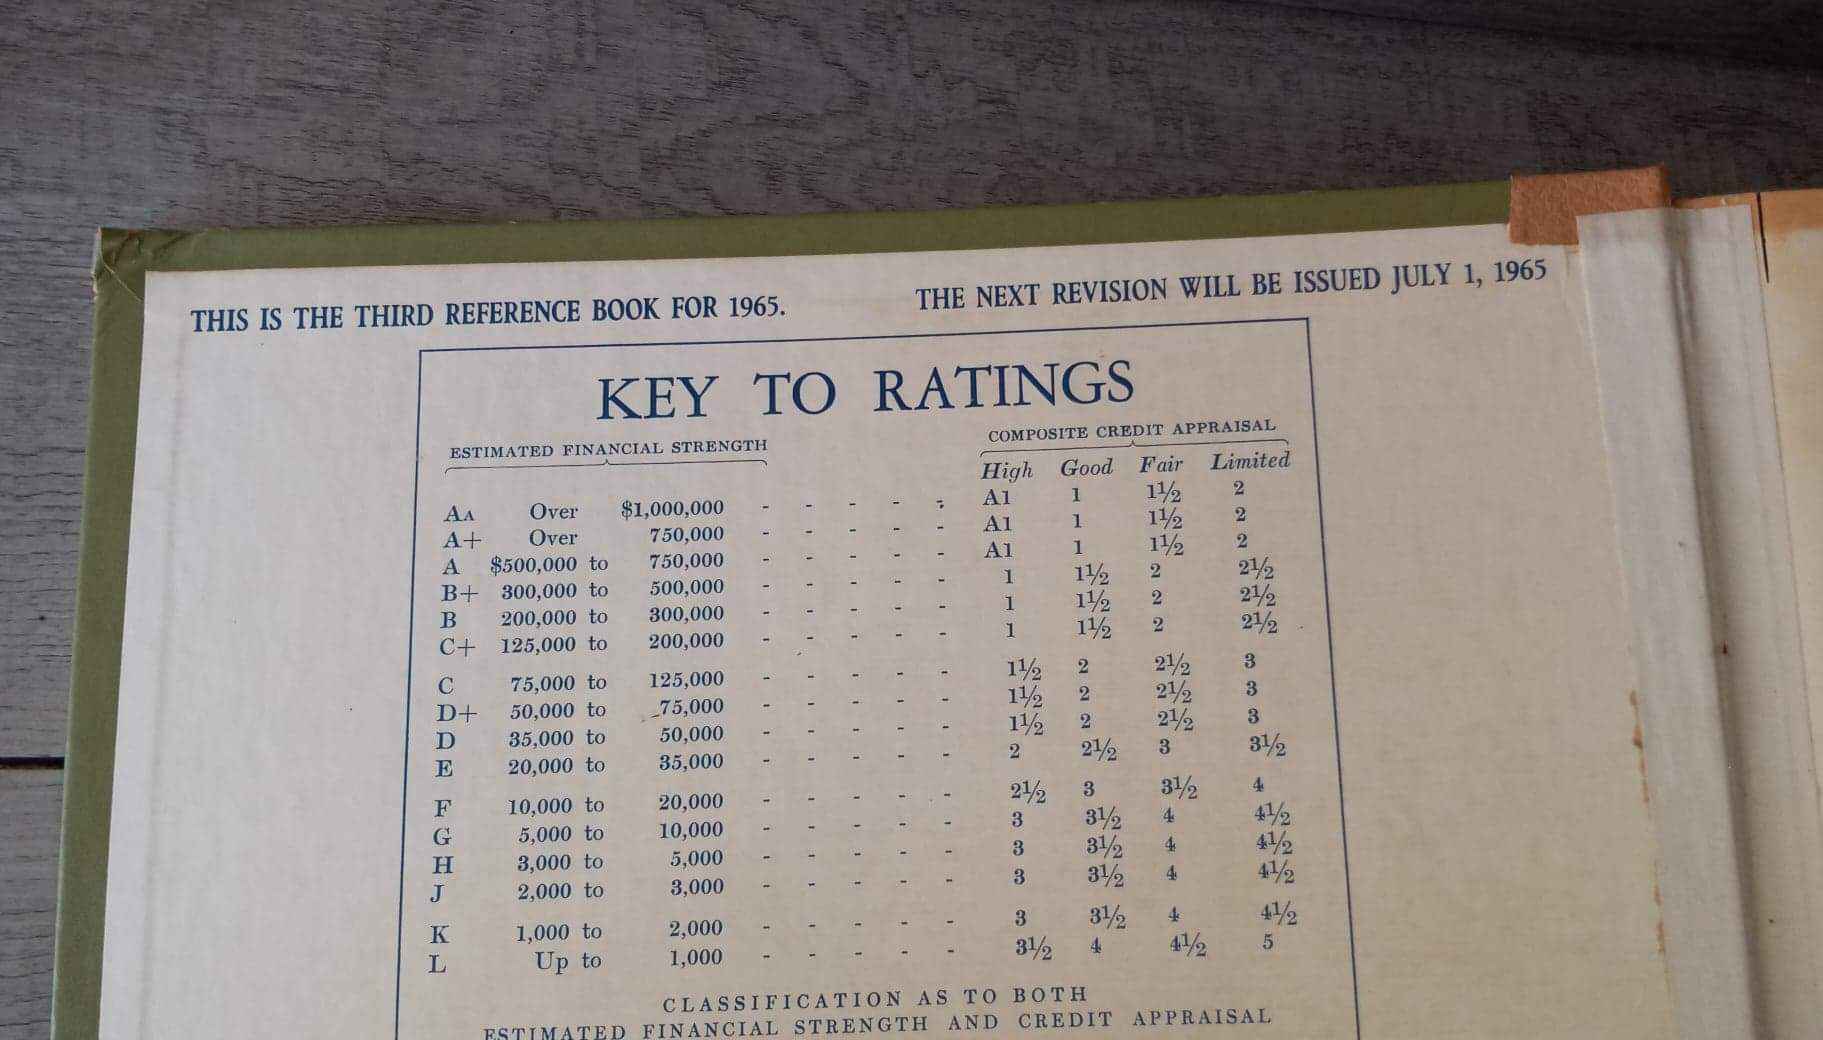 THIS IS THE THIRD REFERENCE BOOK FOR 1965. THE NEXT REVISION WILL BE ISSUED JULY 1, 1965
KEY TO RATINGS
ESTIMATED FINANCIAL STRENGTH COMPOSITE CREDIT APPRAISAL
High Good Fair Limited
AA Over $1,000,000 - - - - - A1 1 1½ 2
A+ Over 750,000 - - - - - A1 1 1½ 2
A $500,000 to 750,000 - - - - - A1 1 1½ 2
B+ 300,000 to 500,000 - - - - - 1 1½ 2 2½
B 200,000 to 300,000 - - - - - 1 1½ 2 2½
C+ 125,000 to 200,000 - - - - - 1 1½ 2 2½
C 75,000 to 125,000 - - - - - 1½ 2 2½ 3
D+ 50,000 to 75,000 - - - - - 1½ 2 2½ 3
D 35,000 to 50,000 - - - - - 1½ 2 2½ 3
E 20,000 to 35,000 - - - - - 2 2½ 3 3½
F 10,000 to 20,000 - - - - - 2½ 3 3½ 4
G 5,000 to 10,000 - - - - - 3 3½ 4 4½
H 3,000 to 5,000 - - - - - 3 3½ 4 4½
J 2,000 to 3,000 - - - - - 3 3½ 4 4½
K 1,000 to 2,000 - - - - - 3 3½ 4 4½
L Up to 1,000 - - - - - 3½ 4 4½ 5
CLASSIFICATION AS TO BOTH
ESTIMATED FINANCIAL STRENGTH AND CREDIT APPRAISAL